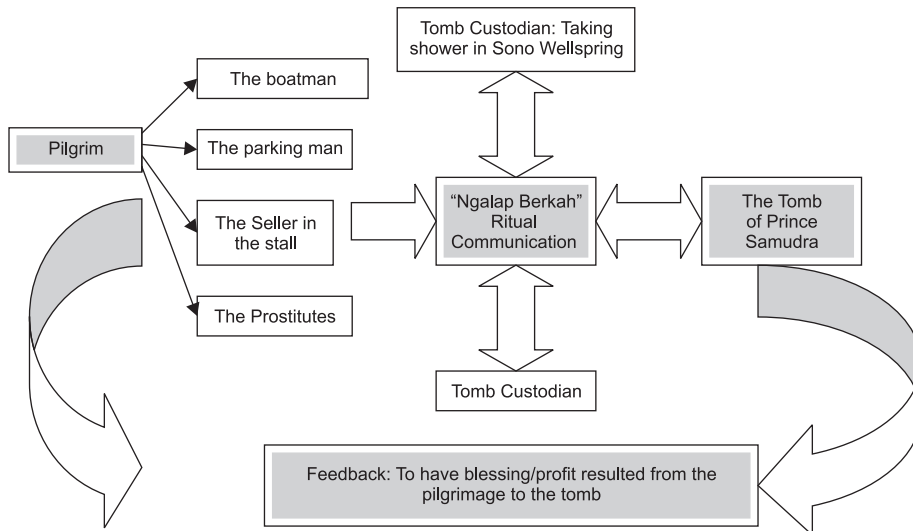 Tomb Custodian: Taking
shower in Sono Wellspring
The boatman
Pilgrim
The parking man
The Seller in
the stall
The Prostitutes
“Ngalap Berkah”
Ritual
Communication
The Tomb
of Prince
Samudra
Tomb Custodian
Feedback: To have blessing/profit resulted from the
pilgrimage to the tomb